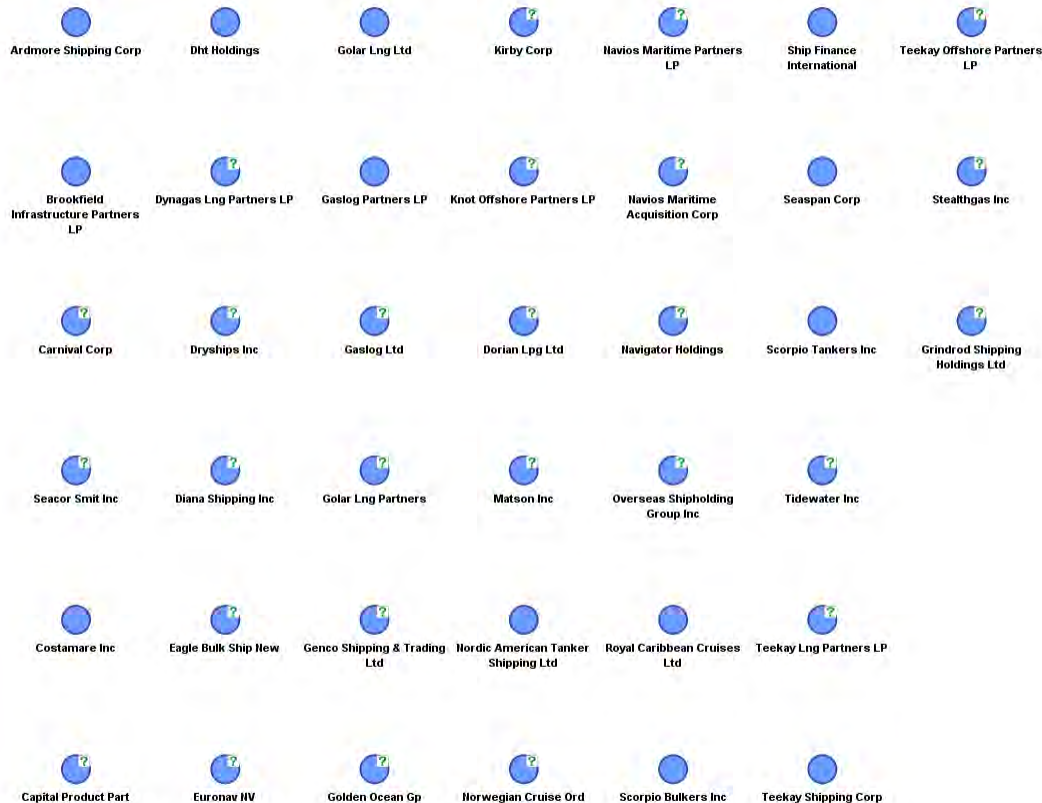 ?
?
?
Ardmore Shipping Corp
Dht Holdings
Golar Lng Ltd
Kirby Corp
Navios Maritime Partners
LP
Ship Finance
International
Teekay Offshore Partners
LP
?
?
?
?
Brookfield
Infrastructure Partners
LP
Dynagas Lng Partners LP
Gaslog Partners LP
Knot Offshore Partners LP
Navios Maritime
Acquisition Corp
Seaspan Corp
Stealthgas Inc
?
?
?
?
?
?
Carnival Corp
Dryships Inc
Gaslog Ltd
Dorian Lpg Ltd
Navigator Holdings
Scorpio Tankers Inc
Grindrod Shipping
Holdings Ltd
?
?
?
?
?
?
Seacor Smit Inc
Diana Shipping Inc
Golar Lng Partners
Matson Inc
Overseas Shipholding
Group Inc
Tidewater Inc
?
?
?
Costamare Inc
Eagle Bulk Ship New
Genco Shipping & Trading
Ltd
Nordic American Tanker
Shipping Ltd
Royal Caribbean Cruises
Ltd
Teekay Lng Partners LP
?
?
?
?
Capital Product Part
Euronav NV
Golden Ocean Gp
Norwegian Cruise Ord
Scorpio Bulkers Inc
Teekay Shipping Corp